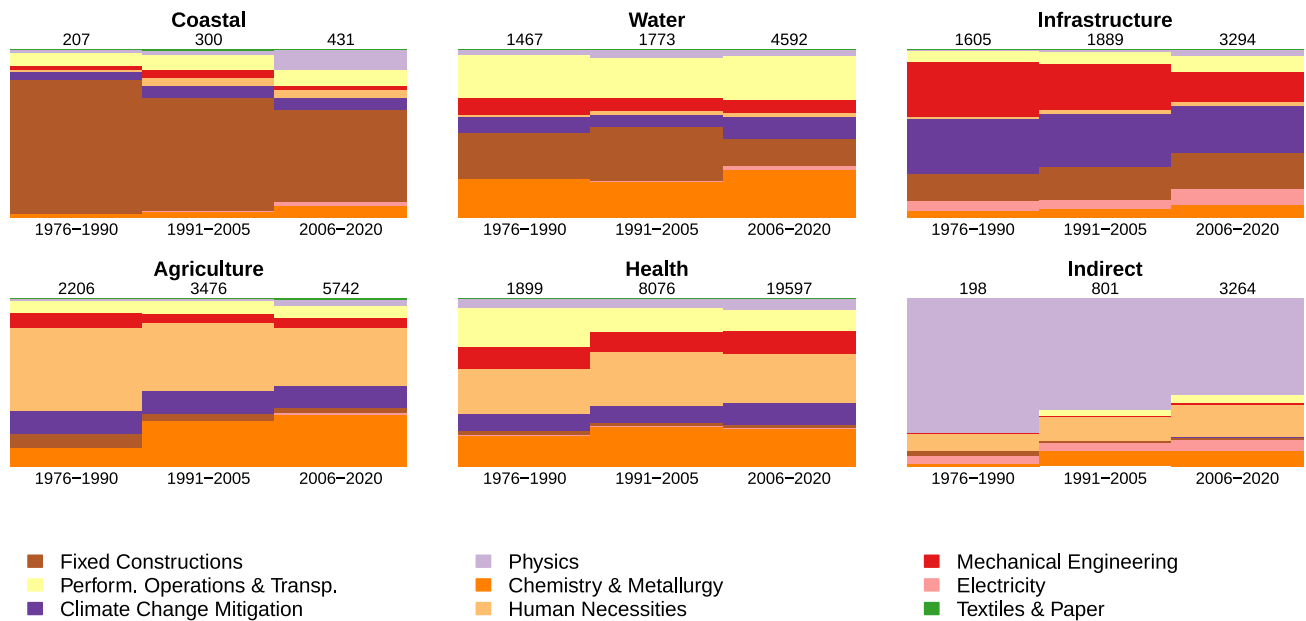 Coastal
207 300 431
1976−1990 1991−2005 2006−2020
Water
1467 1773 4592
1976−1990 1991−2005 2006−2020
Infrastructure
1605 1889 3294
1976−1990 1991−2005 2006−2020
Agriculture
2206 3476 5742
1976−1990 1991−2005 2006−2020
Health
1899 8076 19597
1976−1990 1991−2005 2006−2020
Indirect
198 801 3264
1976−1990 1991−2005 2006−2020
Fixed Constructions
Perform. Operations & Transp.
Climate Change Mitigation
Physics
Chemistry & Metallurgy
Human Necessities
Mechanical Engineering
Electricity
Textiles & Paper